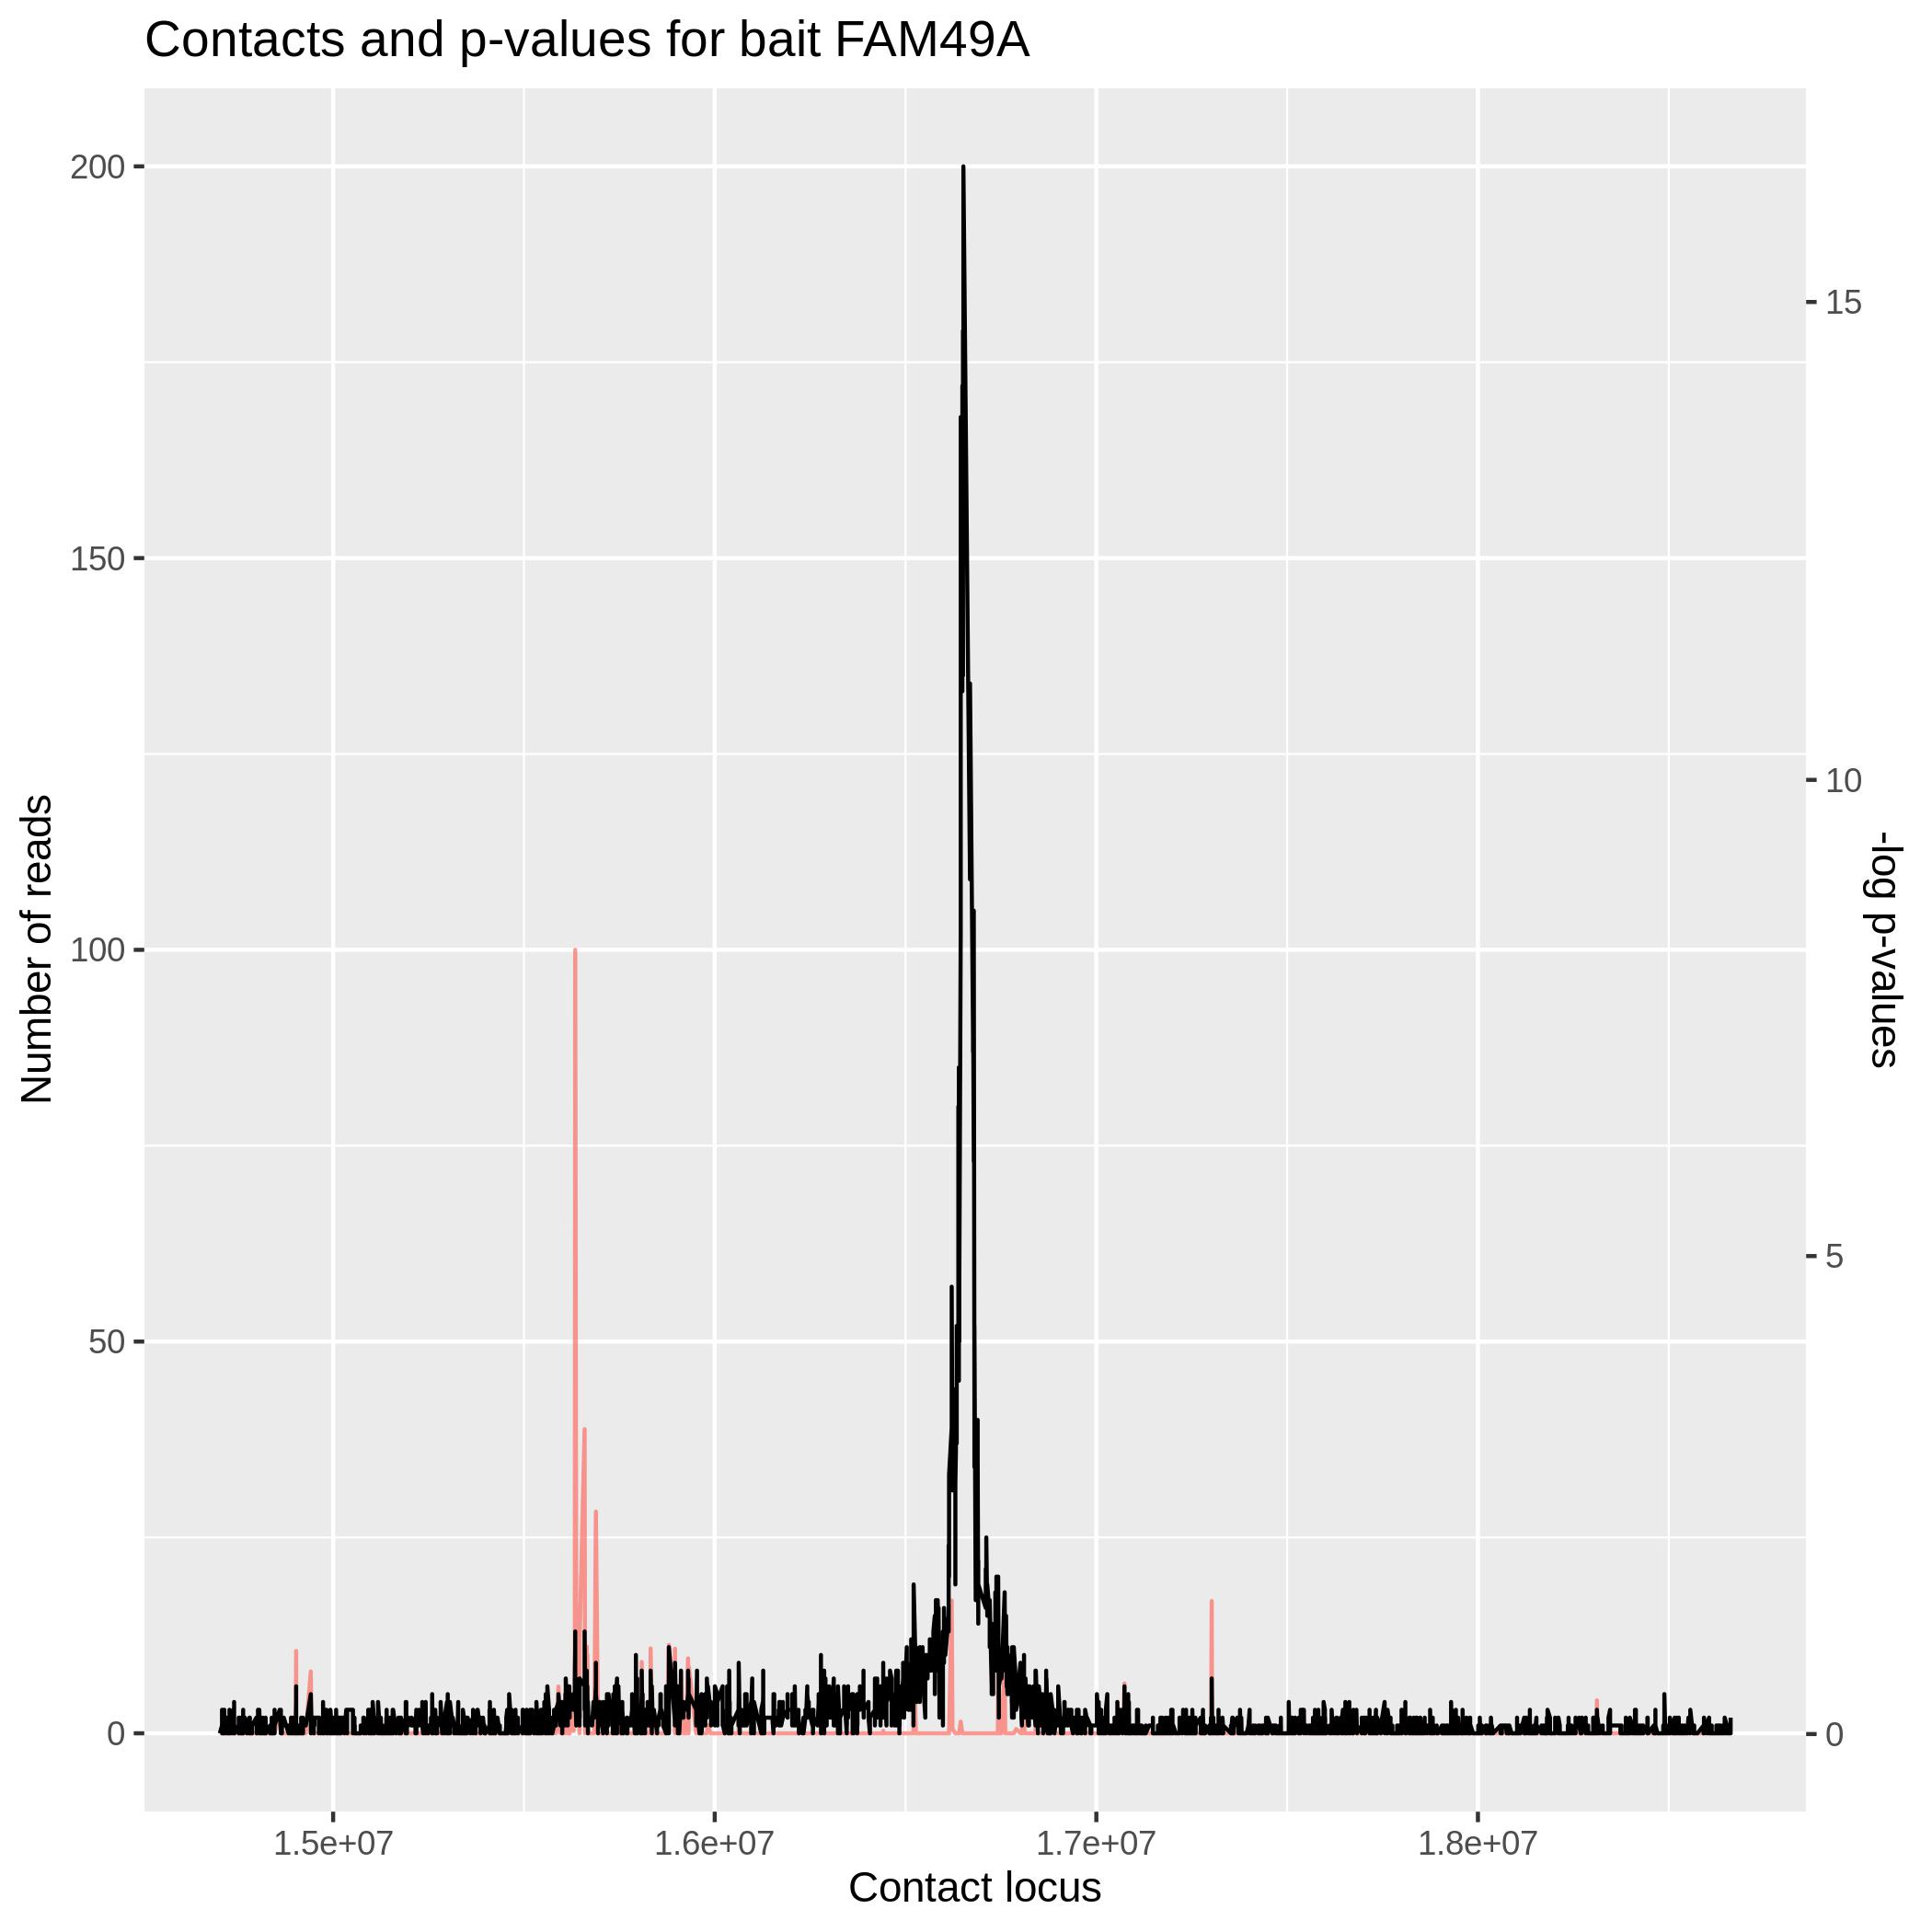 Contacts and p-values for bait FAM49A
200
150
100
50
0
Number of reads
15
10
5
0
-log p-values
1.5e+07
1.6e+07
1.7e+07
1.8e+07
Contact locus